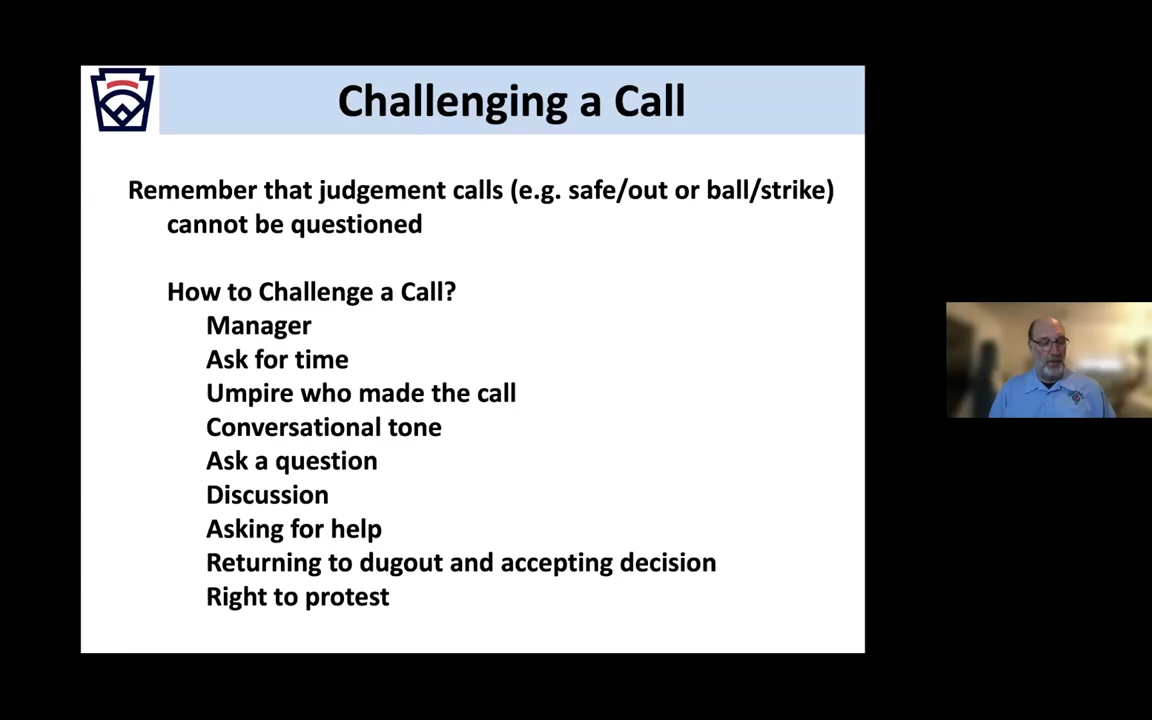 Challenging a Call
Remember that judgement calls (e.g. safe/out or ball/strike)
cannot be questioned
How to Challenge a Call?
Manager
Ask for time
Umpire who made the call
Conversational tone
Ask a question
Discussion
Asking for help
Returning to dugout and accepting decision
Right to protest